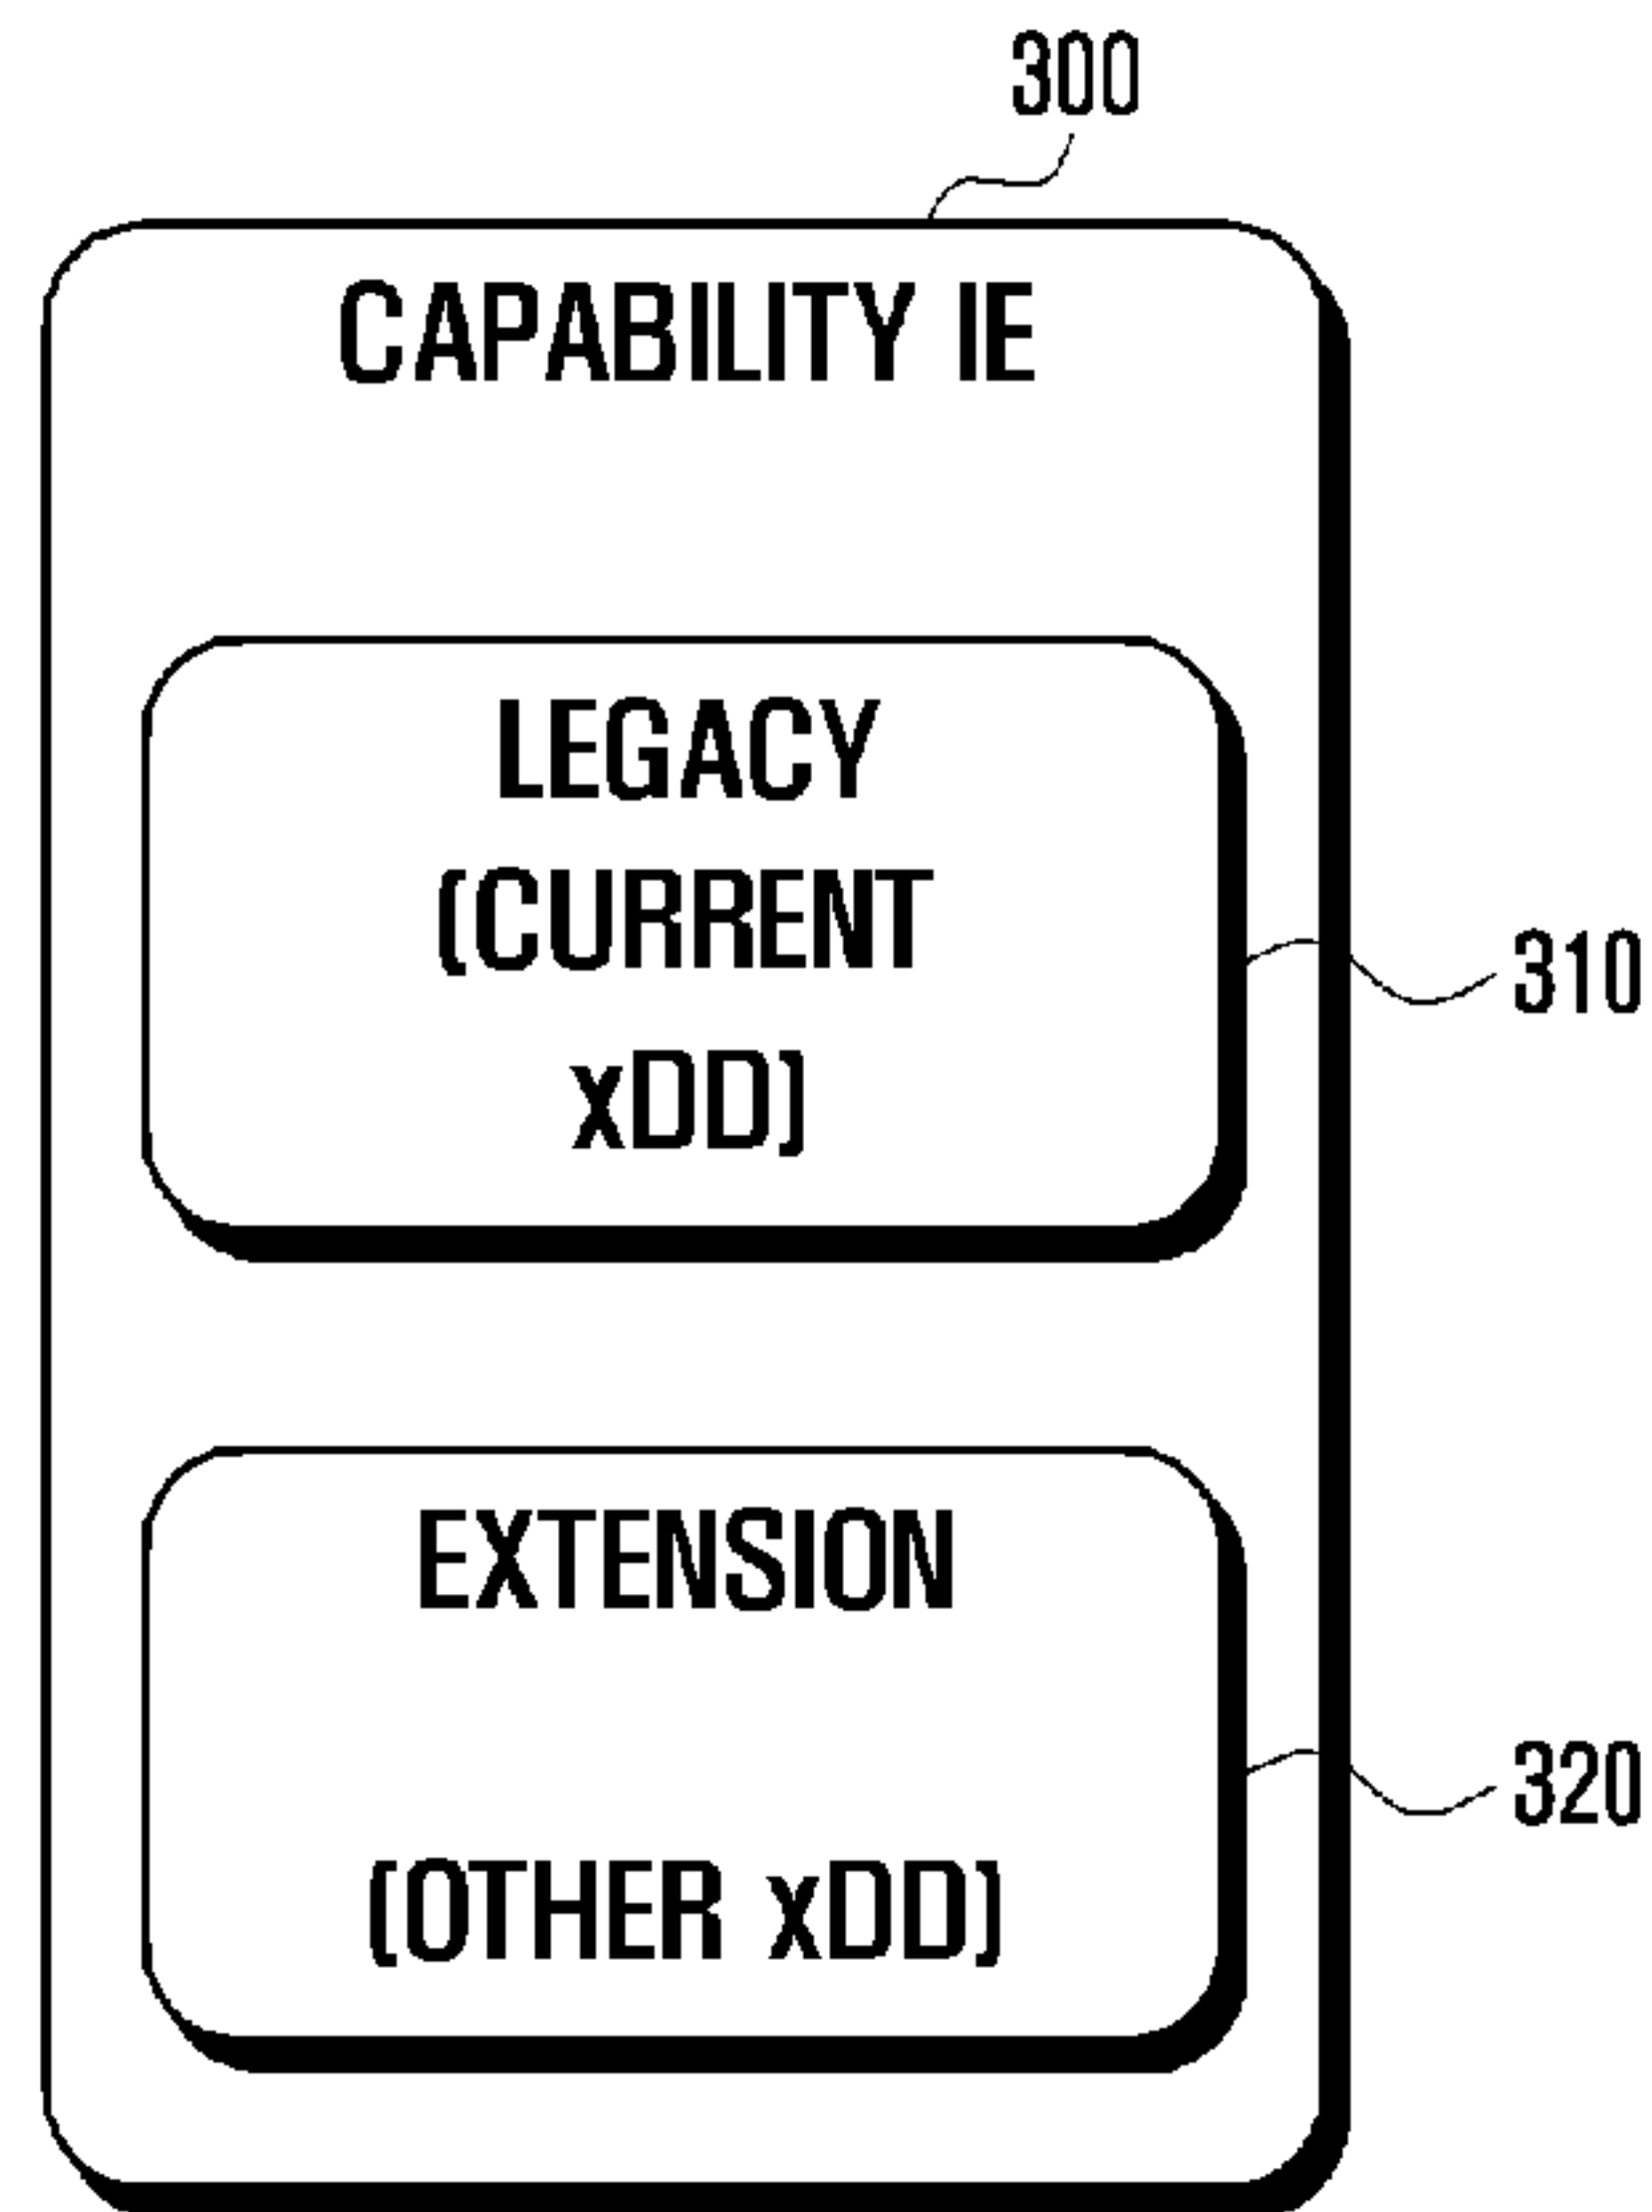 300
CAPABILITY IE
LEGACY
(CURRENT
xDD)
310
EXTENSION
320
(OTHER xDD)